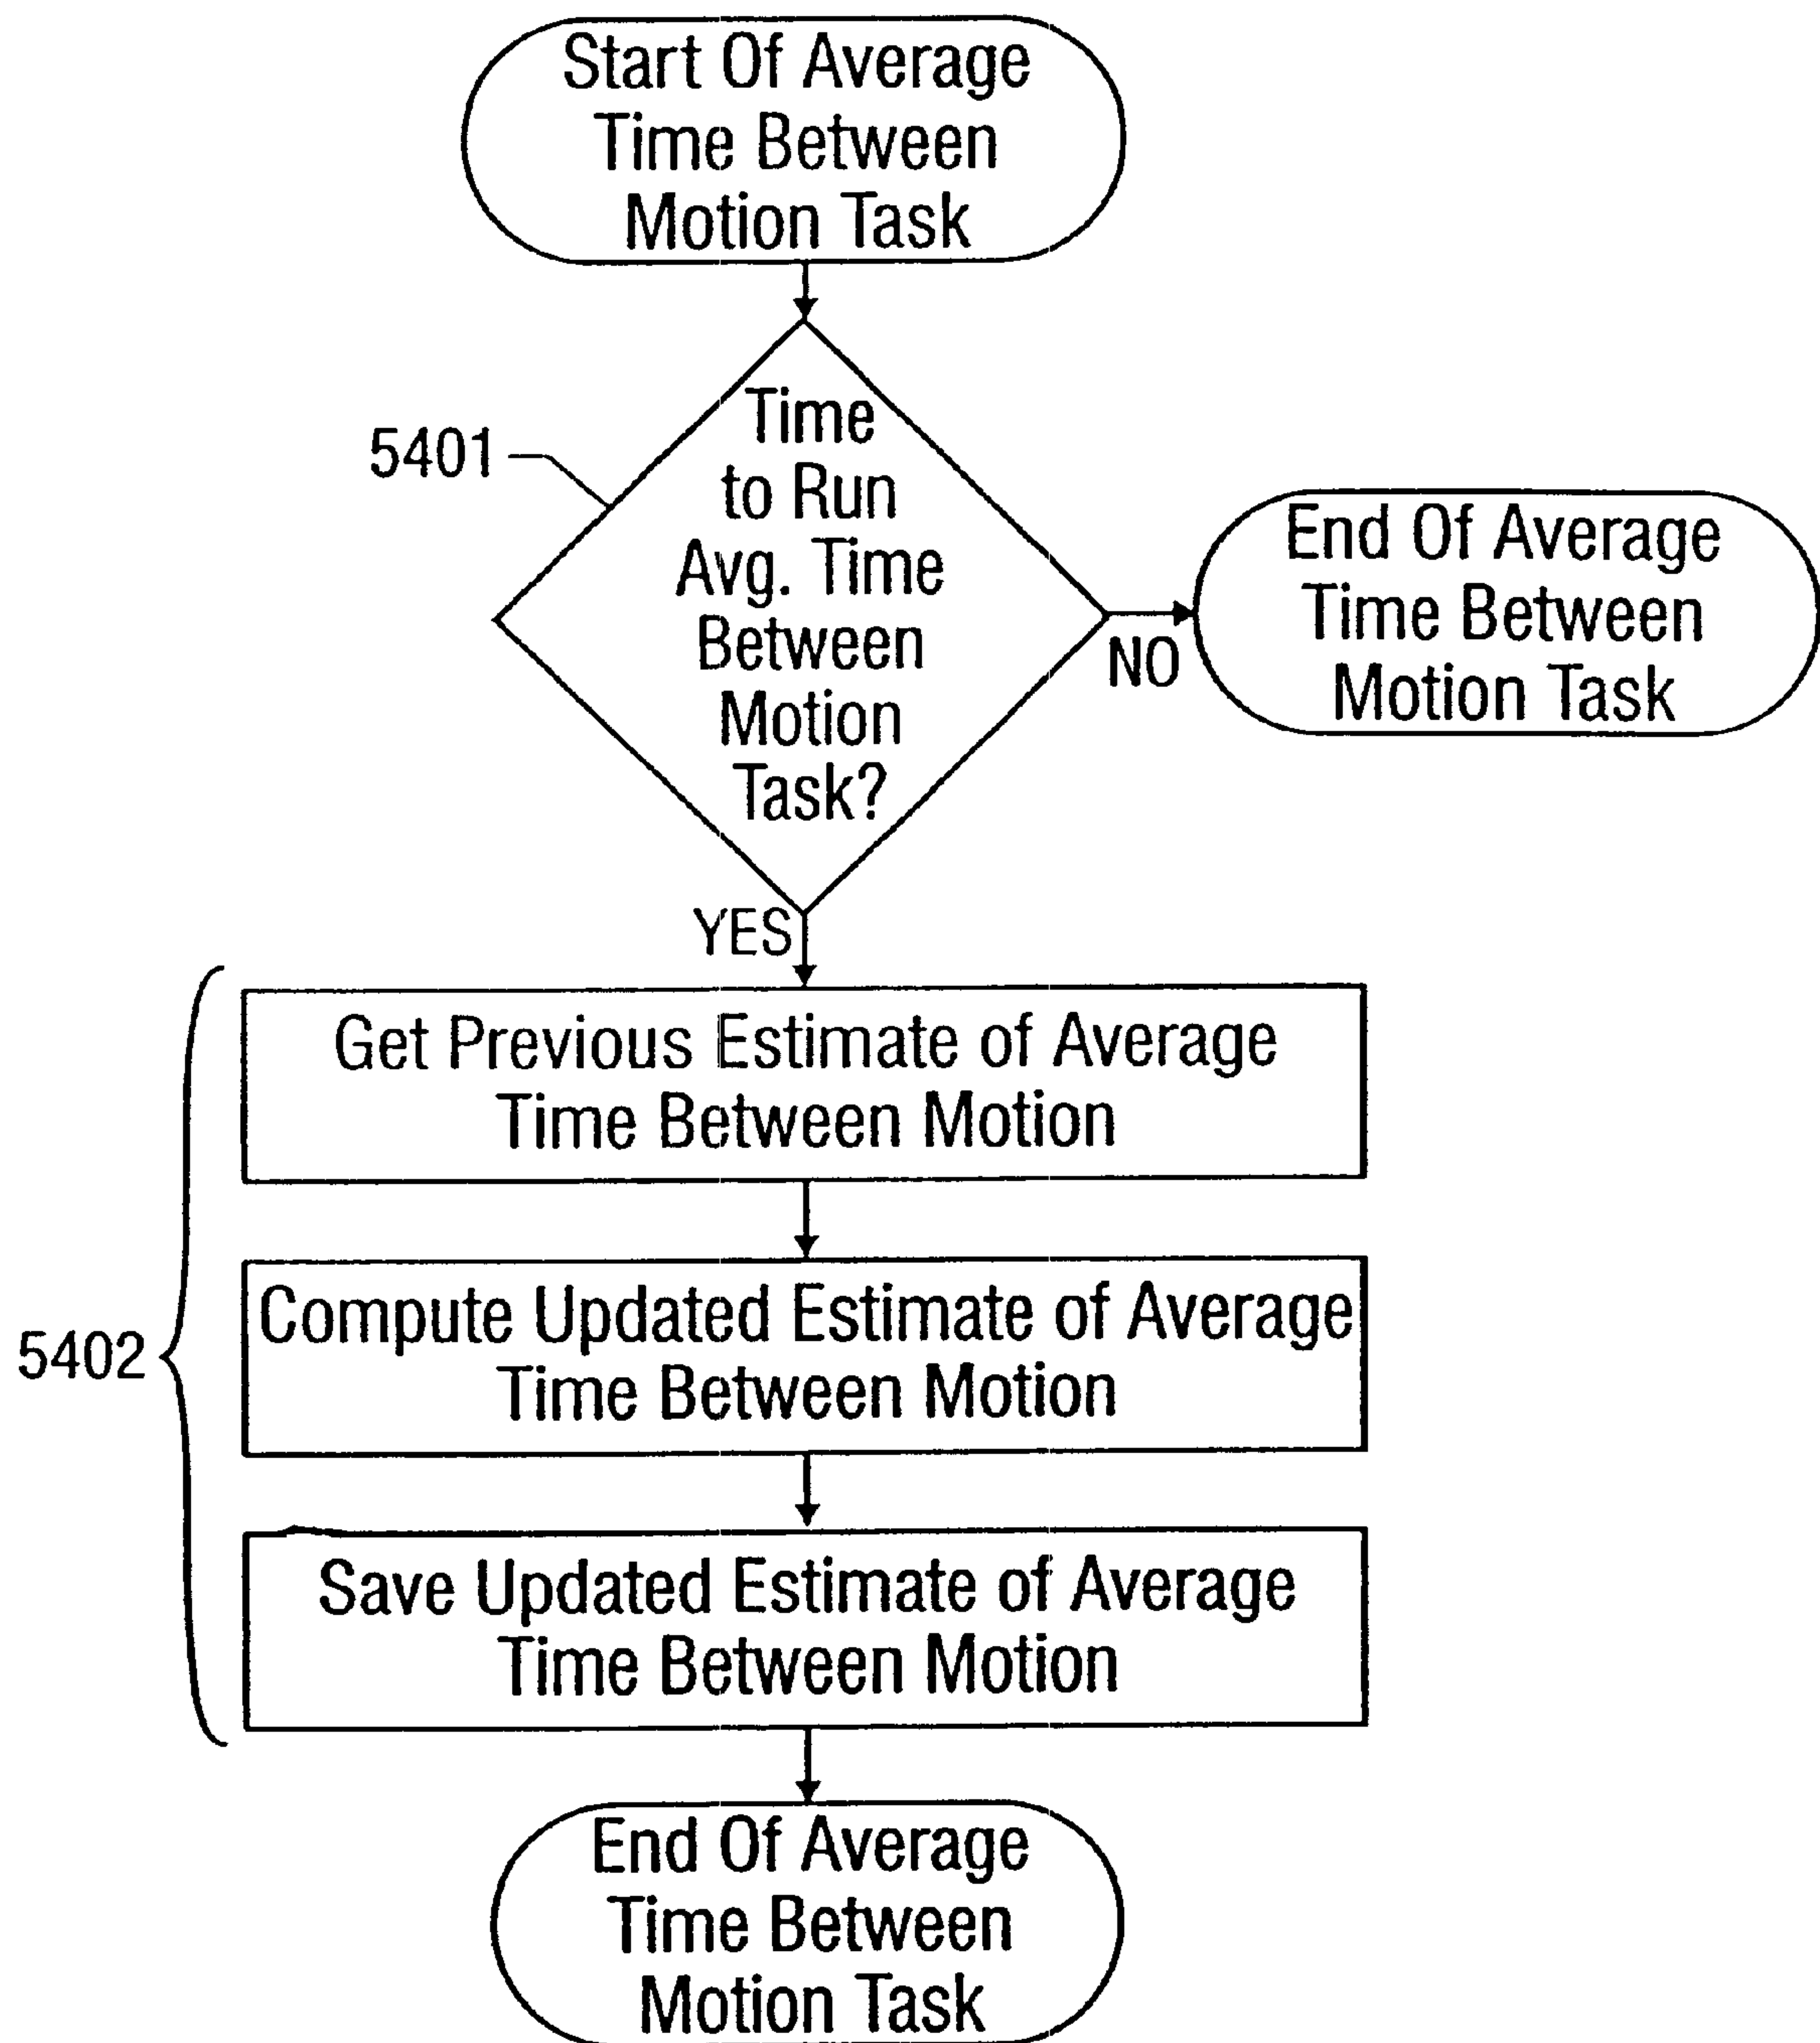 Start Of Average
Time Between
Motion Task
5401
Time
to Run
Avg. Time
Between
Motion
Task?
NO
End Of Average
Time Between
Motion Task
YES
5402
Get Previous Estimate of Average
Time Between Motion
Compute Updated Estimate of Average
Time Between Motion
Save Updated Estimate of Average
Time Between Motion
End Of Average
Time Between
Motion Task